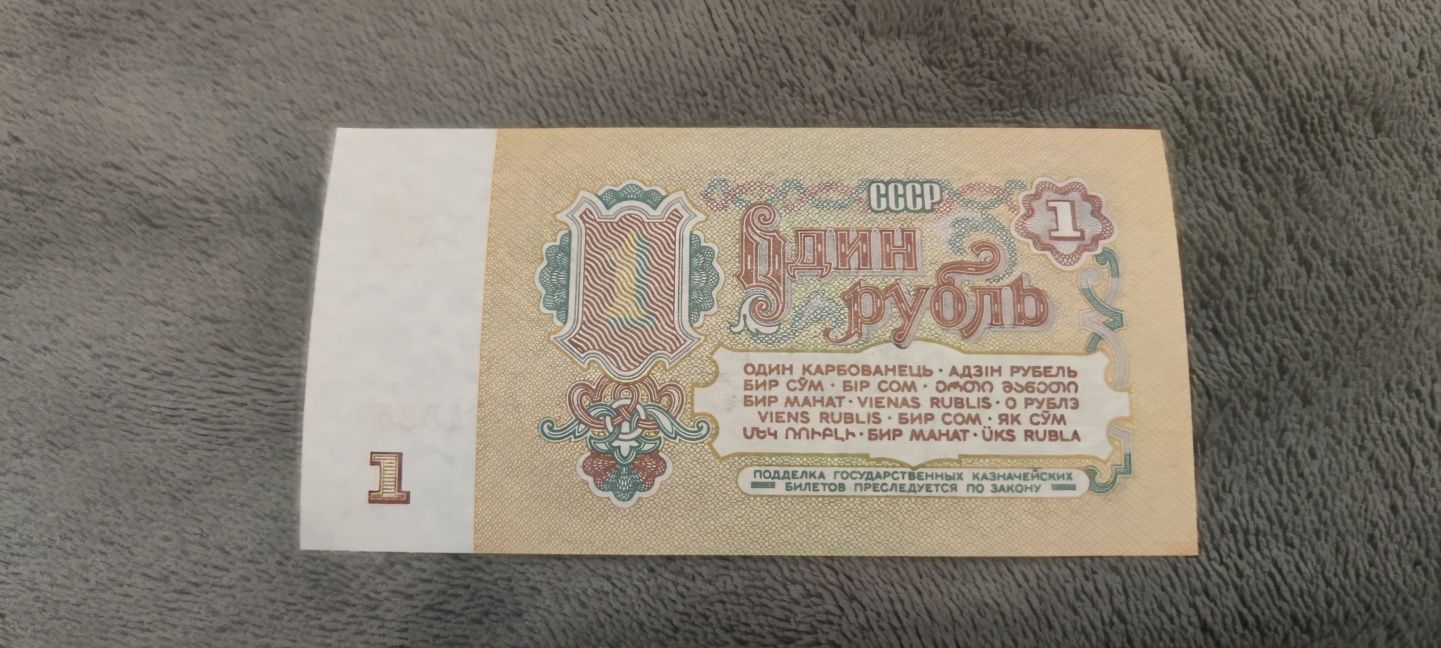 СССР
1
1
Один
рубль
ОДИН КАРБОВАНЕЦЬ · АДЗІН РУБЕЛЬ
БИР СЎМ · БІР СОМ · ᲔᲠᲗᲘ ᲛᲐᲜᲔᲗᲘ
БИР МАНАТ · VIENAS RUBLIS · О РУБЛЭ
VIENS RUBLIS · БИР СОМ · ЯК СӮМ
ՄԵԿ ՌՈՒԲԼԻ · БИР МАНАТ · ÜKS RUBLA
1
ПОДДЕЛКА ГОСУДАРСТВЕННЫХ КАЗНАЧЕЙСКИХ
БИЛЕТОВ ПРЕСЛЕДУЕТСЯ ПО ЗАКОНУ